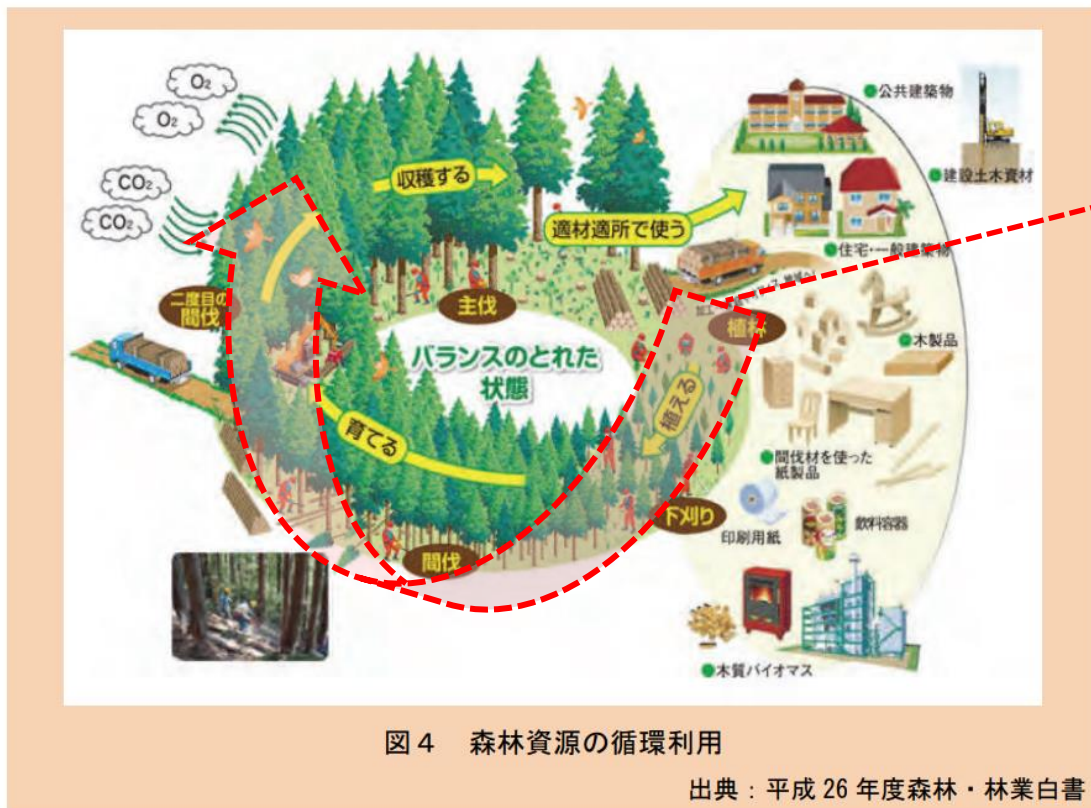 O₂
O₂
CO₂
CO₂
収穫する
適材適所で使う
公共建築物
建設土木資材
住宅・一般建築物
二度目の
間伐
主伐
バランスのとれた
状態
植える
育てる
木製品
間伐材を使った
紙製品
下刈り
間伐
印刷用紙
飲料容器
木質バイオマス
図4 森林資源の循環利用
出典：平成 26 年度森林・林業白書